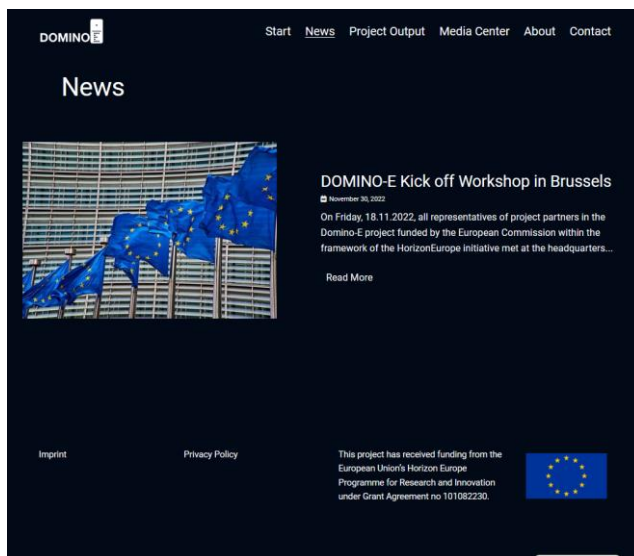 DOMINO E
Start News Project Output Media Center About Contact
News
DOMINO-E Kick off Workshop in Brussels
November 30, 2022
On Friday, 18.11.2022, all representatives of project partners in the
Domino-E project funded by the European Commission within the
framework of the HorizonEurope initiative met at the headquarters...
Read More
Imprint
Privacy Policy
This project has received funding from the
European Union's Horizon Europe
Programme for Research and Innovation
under Grant Agreement no 101082230.